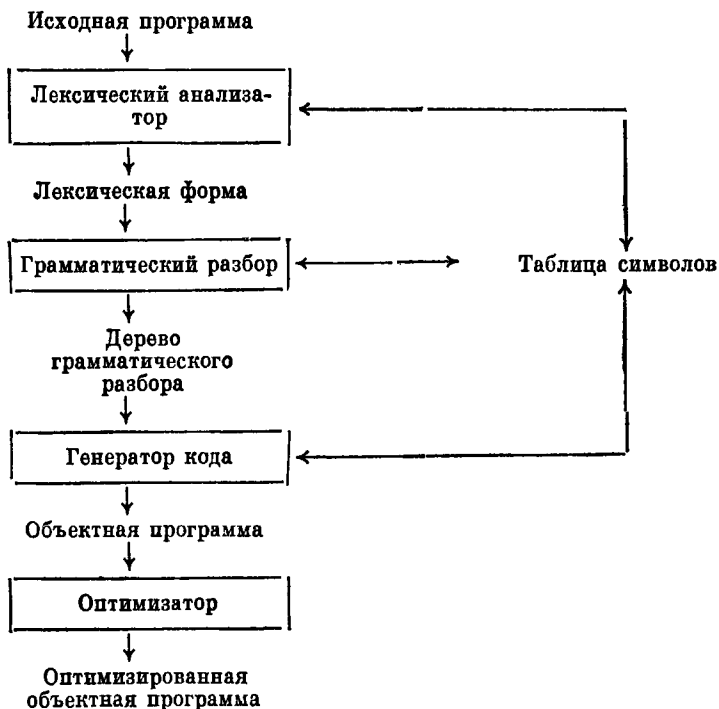 Исходная программа
Лексический анализа-
тор
Лексическая форма
Грамматический разбор
Таблица символов
Дерево
грамматического
разбора
Генератор кода
Объектная программа
Оптимизатор
Оптимизированная
объектная программа